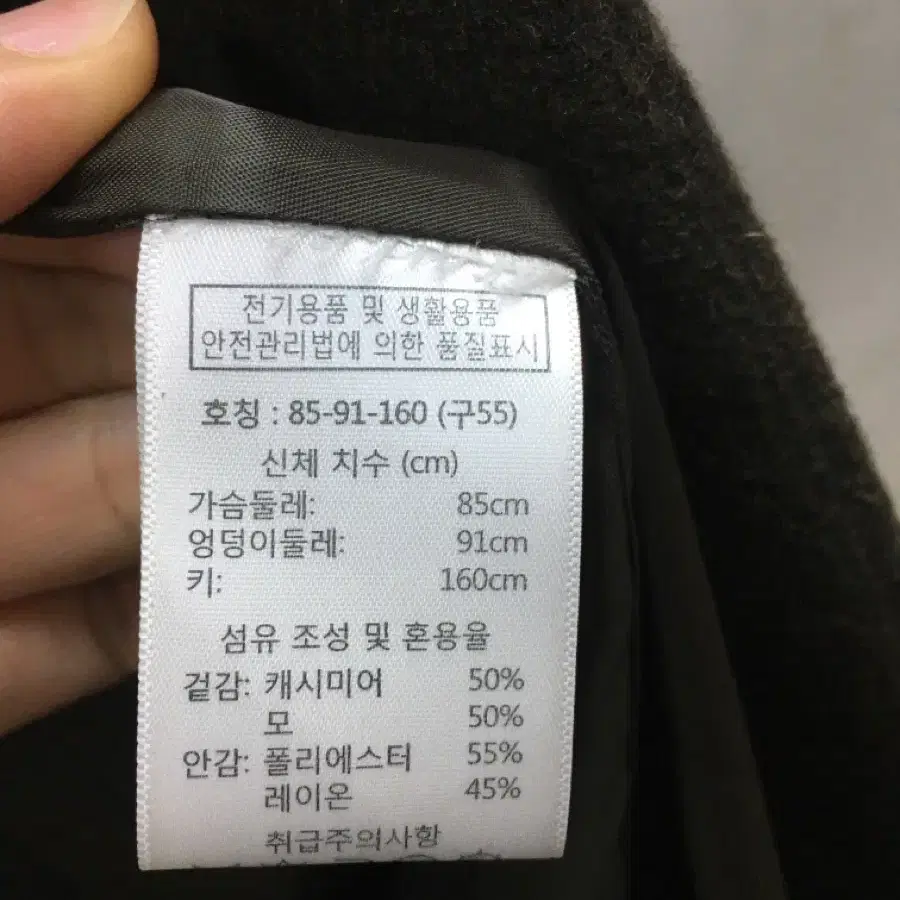 전기용품 및 생활용품
안전관리법에 의한 품질표시
호칭 : 85-91-160 (구55)
신체 치수 (cm)
가슴둘레: 85cm
엉덩이둘레: 91cm
키: 160cm
섬유 조성 및 혼용율
겉감: 캐시미어 50%
모 50%
안감: 폴리에스터 55%
레이온 45%
취급주의사항